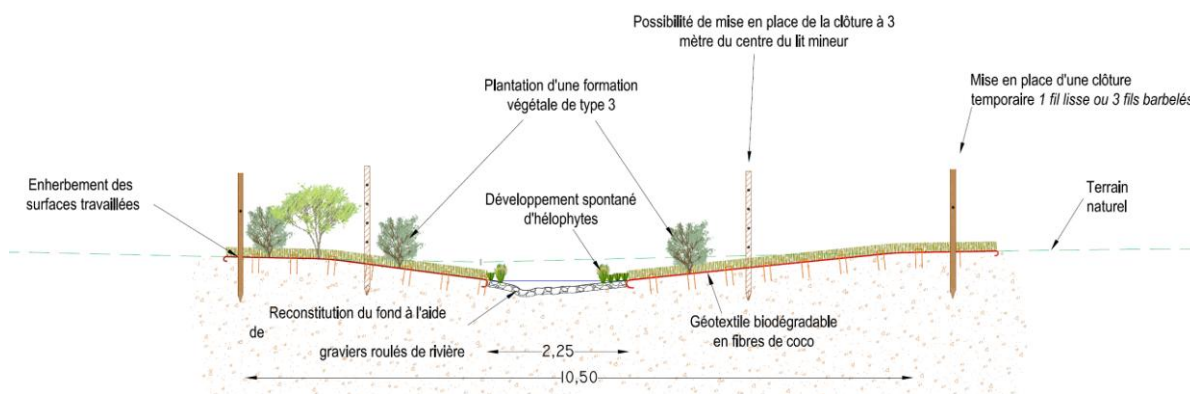 Possibilité de mise en place de la clôture à 3
mètre du centre du lit mineur
Plantation d'une formation
végétale de type 3
Mise en place d'une clôture
temporaire 1 fil lisse ou 3 fils barbelés
Enherbement des
surfaces travaillées
Développement spontané
d'hélophytes
Terrain
naturel
Reconstitution du fond à l'aide
de
graviers roulés de rivière
Géotextile biodégradable
en fibres de coco
2,25
10,50